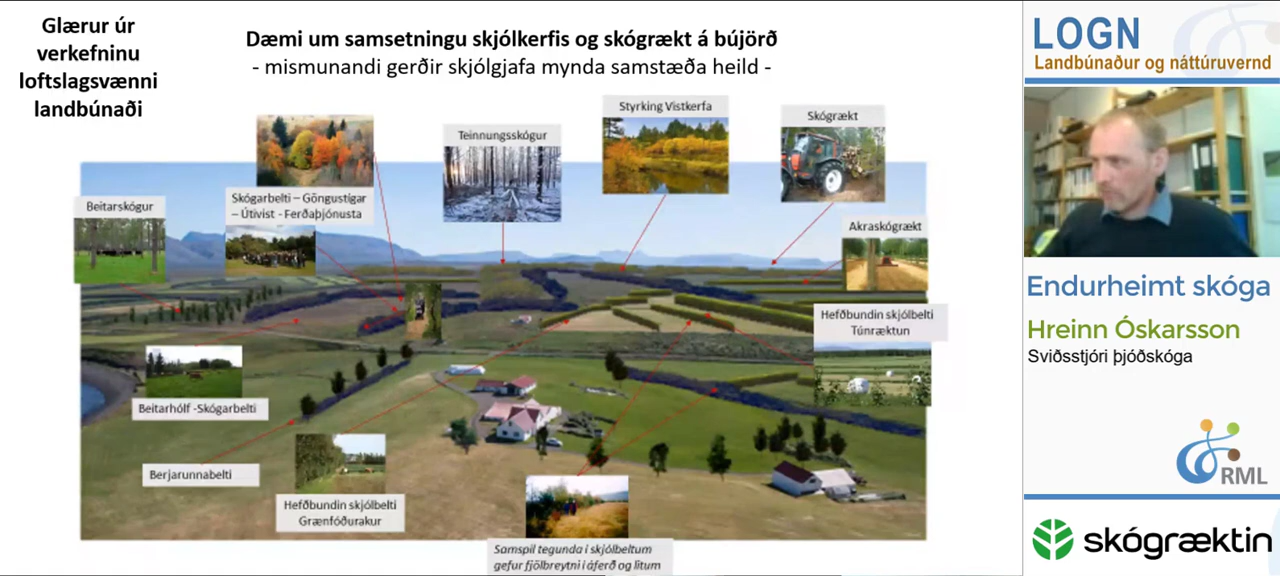 Glærur úr
verkefninu
loftslagsvænni
landbúnaði
Dæmi um samsetningu skjólkerfis og skógrækt á bújörð
- mismunandi gerðir skjólgjafa mynda samstæða heild -
Styrking Vistkerfa
Skógrækt
Teinnungsskógur
Skógarbelti – Göngustígar
– Útivist - Ferðaþjónusta
Beitarskógur
Akraskógrækt
Hefðbundin skjólbelti
Túnræktun
Beitarhólf -Skógarbelti
Berjarunnabelti
Hefðbundin skjólbelti
Grænfóðurakur
Samspil tegunda í skjólbeltum
gefur fjölbreytni í áferð og litum
LOGN
Landbúnaður og náttúruvernd
Endurheimt skóga
Hreinn Óskarsson
Sviðsstjóri þjóðskóga
RML
skógræktin